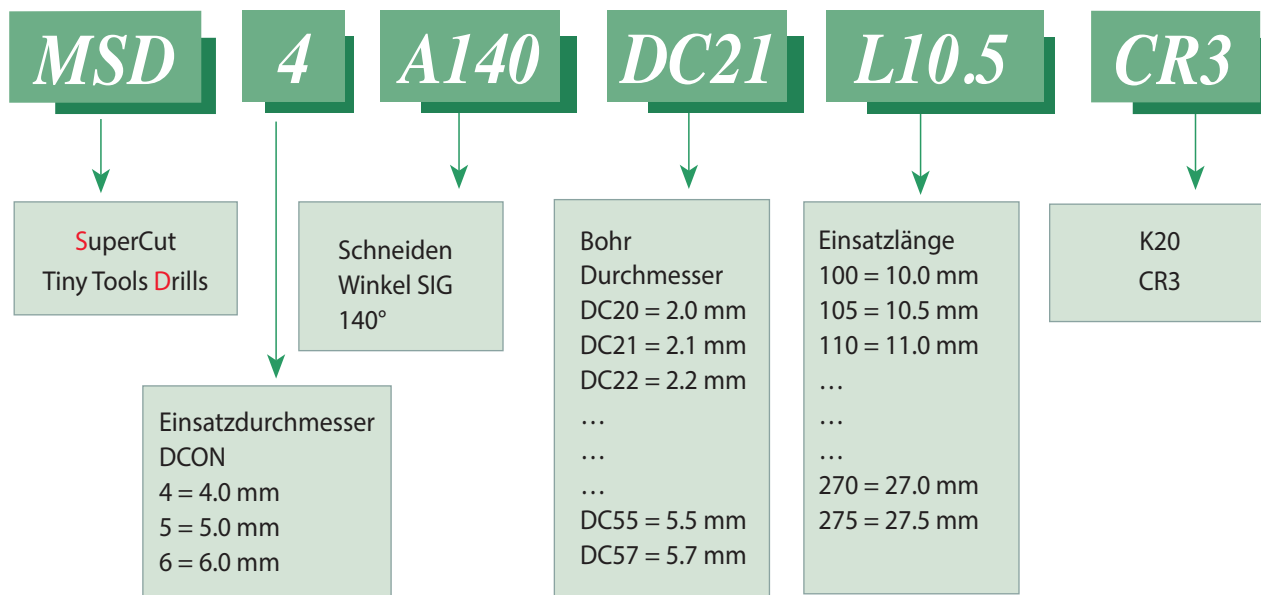 MSD 4 A140 DC21 L10.5 CR3
SuperCut
Tiny Tools Drills
Einsatzdurchmesser
DCON
4 = 4.0 mm
5 = 5.0 mm
6 = 6.0 mm
Schneiden
Winkel SIG
140°
Bohr
Durchmesser
DC20 = 2.0 mm
DC21 = 2.1 mm
DC22 = 2.2 mm
…
…
…
DC55 = 5.5 mm
DC57 = 5.7 mm
Einsatzlänge
100 = 10.0 mm
105 = 10.5 mm
110 = 11.0 mm
…
…
…
270 = 27.0 mm
275 = 27.5 mm
K20
CR3